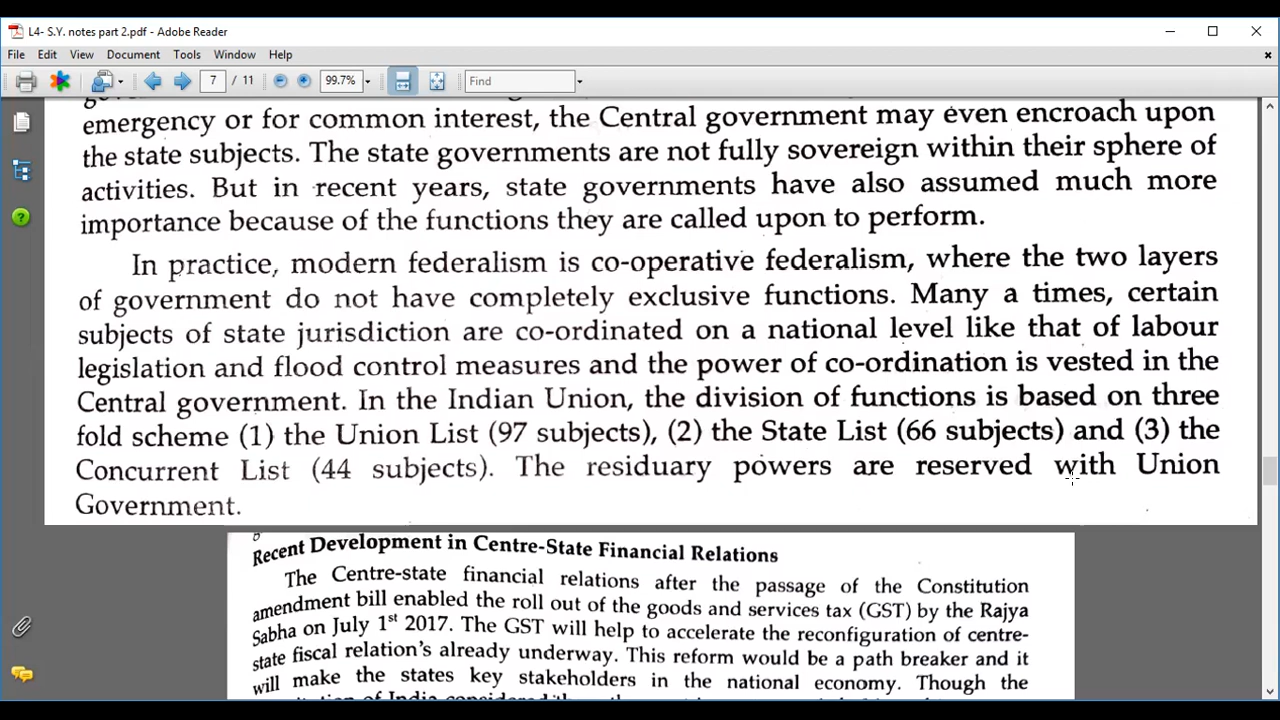 L4- S.Y. notes part 2.pdf - Adobe Reader
File Edit View Document Tools Window Help
7 / 11 99.7% Find
emergency or for common interest, the Central government may even encroach upon
the state subjects. The state governments are not fully sovereign within their sphere of
activities. But in recent years, state governments have also assumed much more
importance because of the functions they are called upon to perform.
In practice, modern federalism is co-operative federalism, where the two layers
of government do not have completely exclusive functions. Many a times, certain
subjects of state jurisdiction are co-ordinated on a national level like that of labour
legislation and flood control measures and the power of co-ordination is vested in the
Central government. In the Indian Union, the division of functions is based on three
fold scheme (1) the Union List (97 subjects), (2) the State List (66 subjects) and (3) the
Concurrent List (44 subjects). The residuary powers are reserved with Union
Government.
Recent Development in Centre-State Financial Relations
The Centre-state financial relations after the passage of the Constitution
amendment bill enabled the roll out of the goods and services tax (GST) by the Rajya
Sabha on July 1st 2017. The GST will help to accelerate the reconfiguration of centre-
state fiscal relation's already underway. This reform would be a path breaker and it
will make the states key stakeholders in the national economy. Though the